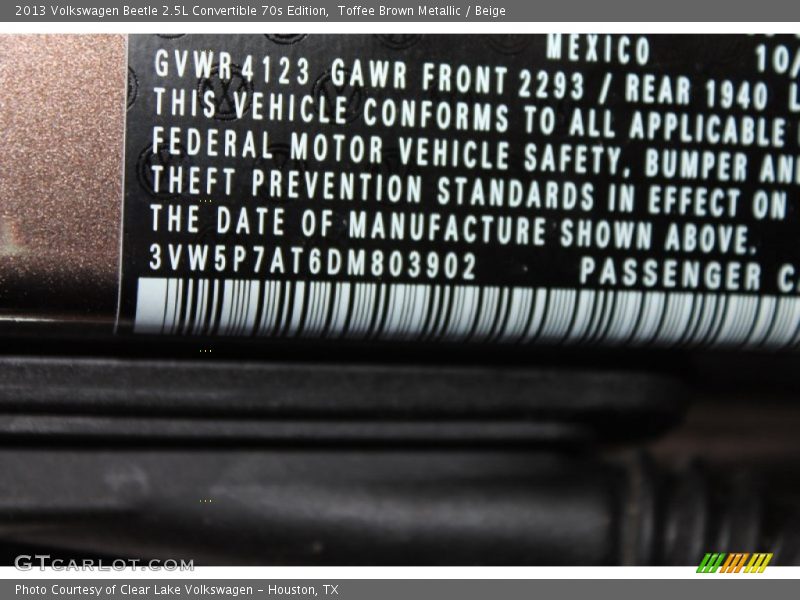 2013 Volkswagen Beetle 2.5L Convertible 70s Edition,  Toffee Brown Metallic / Beige
MEXICO 10/
GVWR 4123 GAWR FRONT 2293 / REAR 1940 L
THIS VEHICLE CONFORMS TO ALL APPLICABLE
FEDERAL MOTOR VEHICLE SAFETY, BUMPER AN
THEFT PREVENTION STANDARDS IN EFFECT ON
THE DATE OF MANUFACTURE SHOWN ABOVE.
3VW5P7AT6DM803902 PASSENGER C
GTCARLOT.COM
Photo Courtesy of Clear Lake Volkswagen – Houston, TX